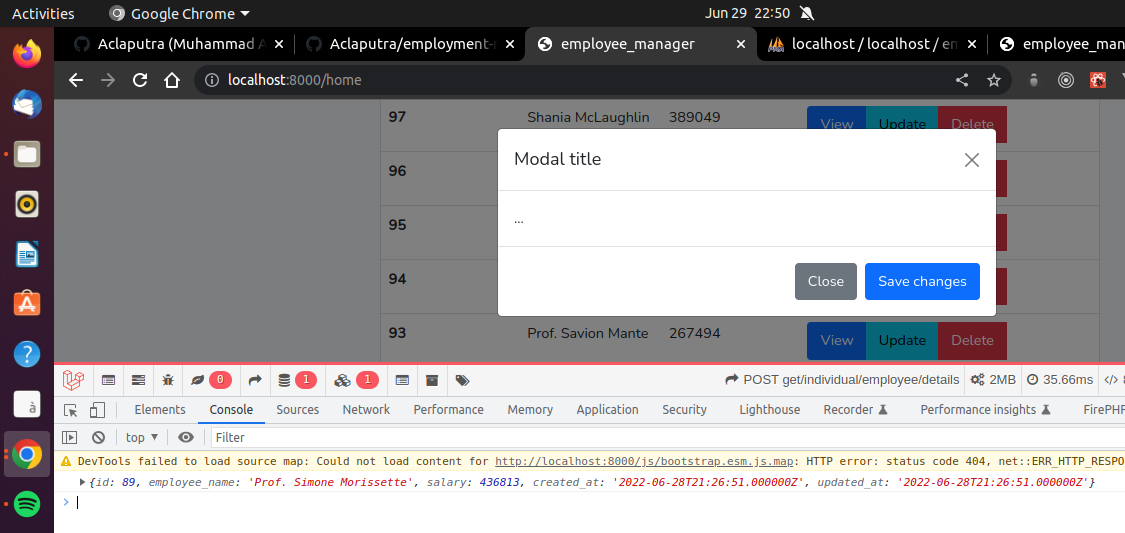 Activities Google Chrome Jun 29 22:50
Aclaputra (Muhammad A Aclaputra/employment-r employee_manager localhost / localhost / em employee_man
localhost:8000/home
97 Shania McLaughlin 389049 View Update Delete
Modal title
96
...
95
94
Close Save changes
93 Prof. Savion Mante 267494 View Update Delete
0 1 1 POST get/individual/employee/details 2MB 35.66ms
Elements Console Sources Network Performance Memory Application Security Lighthouse Recorder Performance insights FirePHP
top Filter
DevTools failed to load source map: Could not load content for http://localhost:8000/js/bootstrap.esm.js.map: HTTP error: status code 404, net::ERR_HTTP_RESPO
{id: 89, employee_name: 'Prof. Simone Morissette', salary: 436813, created_at: '2022-06-28T21:26:51.000000Z', updated_at: '2022-06-28T21:26:51.000000Z'}